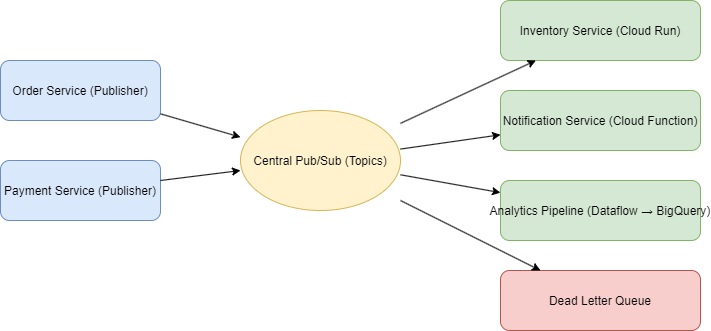 Inventory Service (Cloud Run)
Order Service (Publisher)
Notification Service (Cloud Function)
Central Pub/Sub (Topics)
Payment Service (Publisher)
Analytics Pipeline (Dataflow → BigQuery)
Dead Letter Queue